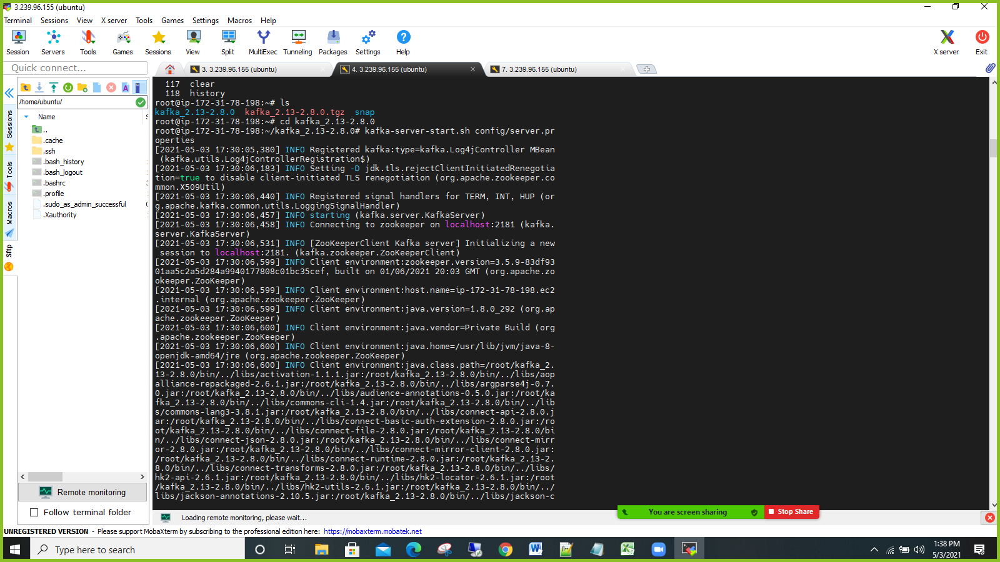 3.239.96.155 (ubuntu)
Terminal Sessions View X server Tools Games Settings Macros Help
Session Servers Tools Games Sessions View Split MultiExec Tunneling Packages Settings Help X server Exit
Quick connect...
3. 3.239.96.155 (ubuntu)
4. 3.239.96.155 (ubuntu)
7. 3.239.96.155 (ubuntu)
/home/ubuntu/
Name
..
.cache
.ssh
.bash_history
.bash_logout
.bashrc
.profile
.sudo_as_admin_successful
.Xauthority
Sessions
Tools
Macros
Sftp
Remote monitoring
Follow terminal folder
117 clear
118 history
root@ip-172-31-78-198:~# ls
kafka_2.13-2.8.0 kafka_2.13-2.8.0.tgz snap
root@ip-172-31-78-198:~# cd kafka_2.13-2.8.0
root@ip-172-31-78-198:~/kafka_2.13-2.8.0# kafka-server-start.sh config/server.pr
operties
[2021-05-03 17:30:05,380] INFO Registered kafka:type=kafka.Log4jController MBean
(kafka.utils.Log4jControllerRegistration$)
[2021-05-03 17:30:06,183] INFO Setting -D jdk.tls.rejectClientInitiatedRenegotia
tion=true to disable client-initiated TLS renegotiation (org.apache.zookeeper.co
mmon.X509Util)
[2021-05-03 17:30:06,440] INFO Registered signal handlers for TERM, INT, HUP (or
g.apache.kafka.common.utils.LoggingSignalHandler)
[2021-05-03 17:30:06,457] INFO starting (kafka.server.KafkaServer)
[2021-05-03 17:30:06,458] INFO Connecting to zookeeper on localhost:2181 (kafka.
server.KafkaServer)
[2021-05-03 17:30:06,531] INFO [ZooKeeperClient Kafka server] Initializing a new
session to localhost:2181. (kafka.zookeeper.ZooKeeperClient)
[2021-05-03 17:30:06,599] INFO Client environment:zookeeper.version=3.5.9-83df93
01aa5c2a5d284a9940177808c01bc35cef, built on 01/06/2021 20:03 GMT (org.apache.zo
okeeper.ZooKeeper)
[2021-05-03 17:30:06,599] INFO Client environment:host.name=ip-172-31-78-198.ec2
.internal (org.apache.zookeeper.ZooKeeper)
[2021-05-03 17:30:06,599] INFO Client environment:java.version=1.8.0_292 (org.ap
ache.zookeeper.ZooKeeper)
[2021-05-03 17:30:06,600] INFO Client environment:java.vendor=Private Build (org
.apache.zookeeper.ZooKeeper)
[2021-05-03 17:30:06,600] INFO Client environment:java.home=/usr/lib/jvm/java-8-
openjdk-amd64/jre (org.apache.zookeeper.ZooKeeper)
[2021-05-03 17:30:06,600] INFO Client environment:java.class.path=/root/kafka_2.
13-2.8.0/bin/../libs/activation-1.1.1.jar:/root/kafka_2.13-2.8.0/bin/../libs/aop
alliance-repackaged-2.6.1.jar:/root/kafka_2.13-2.8.0/bin/../libs/argparse4j-0.7.
0.jar:/root/kafka_2.13-2.8.0/bin/../libs/audience-annotations-0.5.0.jar:/root/ka
fka_2.13-2.8.0/bin/../libs/commons-cli-1.4.jar:/root/kafka_2.13-2.8.0/bin/../lib
s/commons-lang3-3.8.1.jar:/root/kafka_2.13-2.8.0/bin/../libs/connect-api-2.8.0.j
ar:/root/kafka_2.13-2.8.0/bin/../libs/connect-basic-auth-extension-2.8.0.jar:/ro
ot/kafka_2.13-2.8.0/bin/../libs/connect-file-2.8.0.jar:/root/kafka_2.13-2.8.0/bi
n/../libs/connect-json-2.8.0.jar:/root/kafka_2.13-2.8.0/bin/../libs/connect-mirr
or-2.8.0.jar:/root/kafka_2.13-2.8.0/bin/../libs/connect-mirror-client-2.8.0.jar:
/root/kafka_2.13-2.8.0/bin/../libs/connect-runtime-2.8.0.jar:/root/kafka_2.13-2.
8.0/bin/../libs/connect-transforms-2.8.0.jar:/root/kafka_2.13-2.8.0/bin/../libs/
hk2-api-2.6.1.jar:/root/kafka_2.13-2.8.0/bin/../libs/hk2-locator-2.6.1.jar:/root
/kafka_2.13-2.8.0/bin/../libs/hk2-utils-2.6.1.jar:/root/kafka_2.13-2.8.0/bin/../
libs/jackson-annotations-2.10.5.jar:/root/kafka_2.13-2.8.0/bin/../libs/jackson-c
Loading remote monitoring, please wait...
You are screen sharing
Stop Share
UNREGISTERED VERSION - Please support MobaXterm by subscribing to the professional edition here: https://mobaxterm.mobatek.net
Type here to search
1:38 PM
5/3/2021